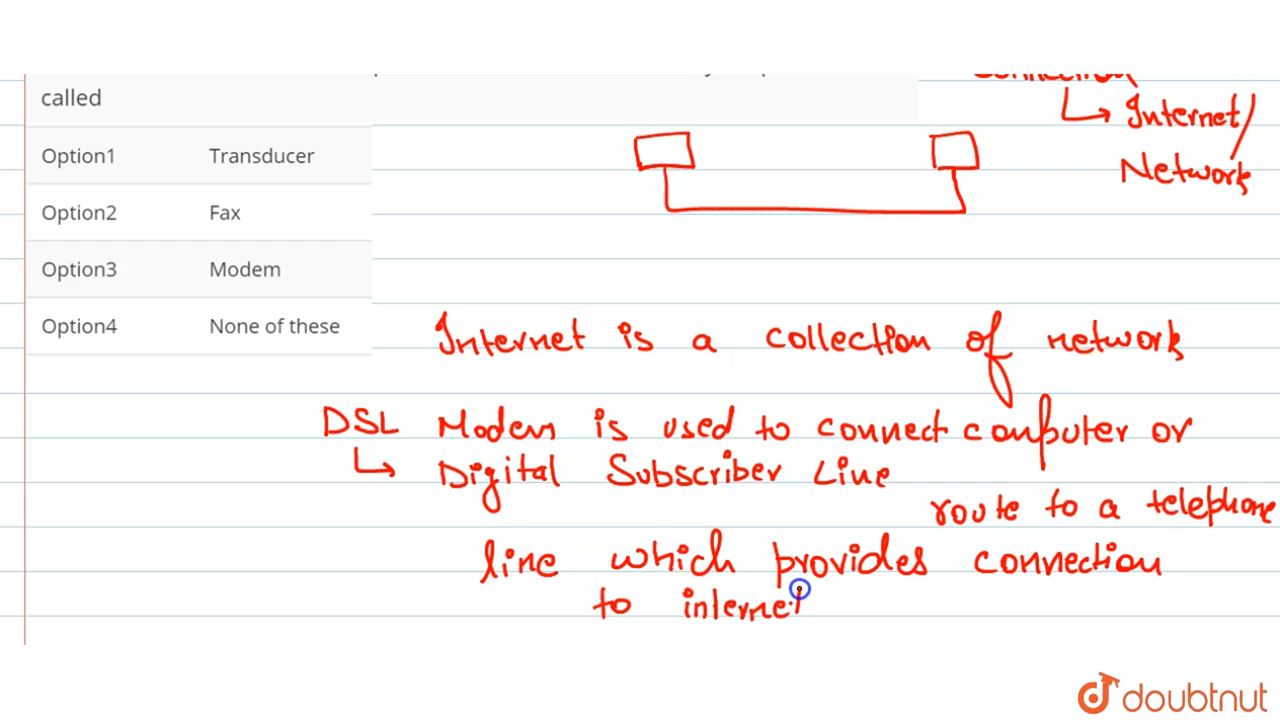 called
Connection
Internet/
Network
Option1 Transducer
Option2 Fax
Option3 Modem
Option4 None of these
Internet is a collection of network
DSL Modem is used to connect computer or
Digital Subscriber Line
route to a telephone
line which provides connection
to internet
doubtnut